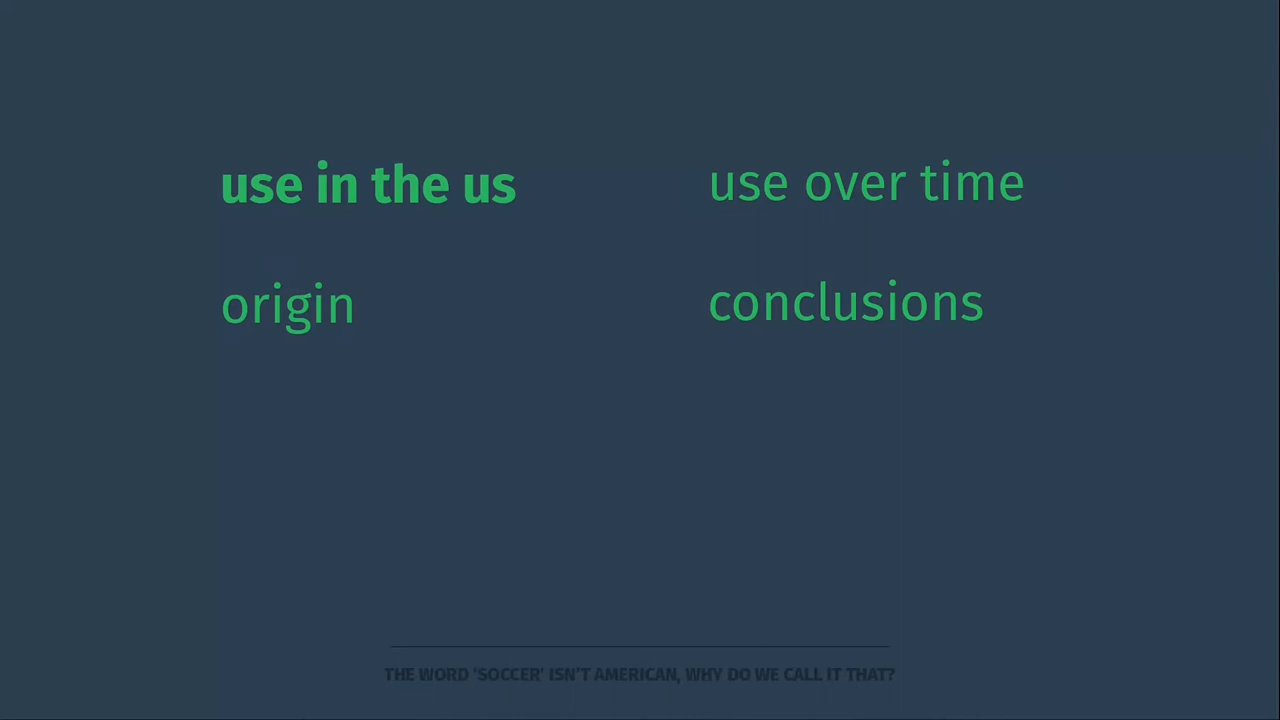 use in the us
origin
use over time
conclusions
THE WORD 'SOCCER' ISN'T AMERICAN, WHY DO WE CALL IT THAT?